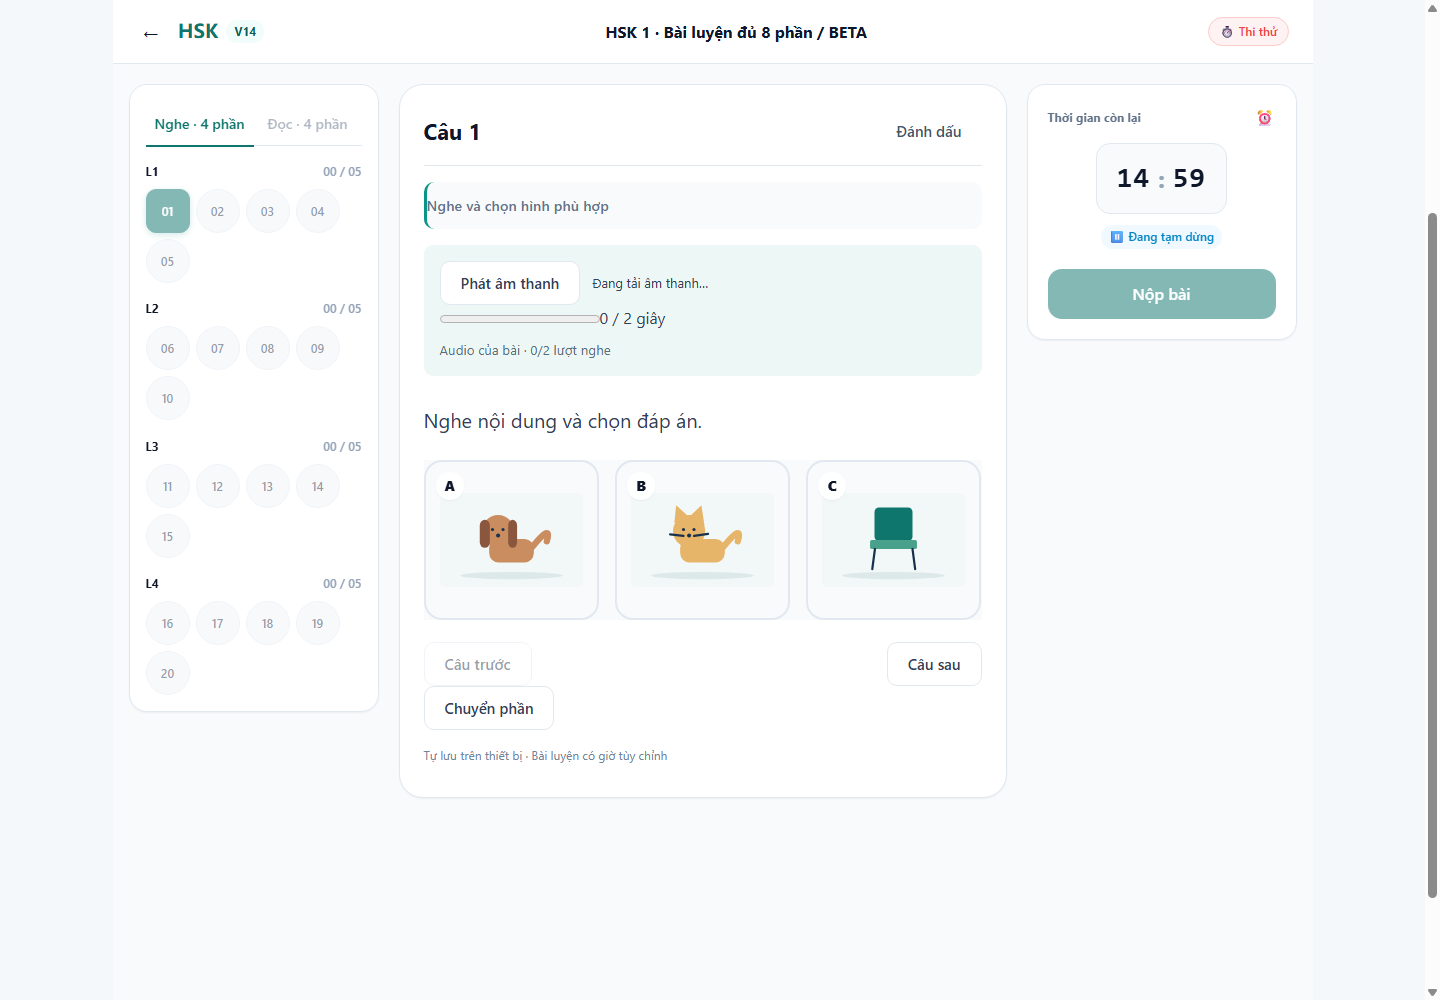 ← HSK V14
HSK 1 · Bài luyện đủ 8 phần / BETA
Thi thử
Nghe · 4 phần
Đọc · 4 phần
L1 00 / 05
01 02 03 04
05
L2 00 / 05
06 07 08 09
10
L3 00 / 05
11 12 13 14
15
L4 00 / 05
16 17 18 19
20
Câu 1
Đánh dấu
Nghe và chọn hình phù hợp
Phát âm thanh
Đang tải âm thanh...
0 / 2 giây
Audio của bài · 0/2 lượt nghe
Nghe nội dung và chọn đáp án.
A
B
C
Câu trước
Câu sau
Chuyển phần
Tự lưu trên thiết bị · Bài luyện có giờ tùy chỉnh
Thời gian còn lại
14 : 59
Đang tạm dừng
Nộp bài